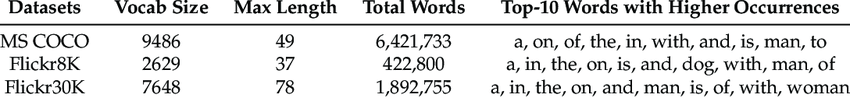 Datasets Vocab Size Max Length Total Words Top-10 Words with Higher Occurrences
MS COCO 9486 49 6,421,733 a, on, of, the, in, with, and, is, man, to
Flickr8K 2629 37 422,800 a, in, the, on, is, and, dog, with, man, of
Flickr30K 7648 78 1,892,755 a, in, the, on, and, man, is, of, with, woman